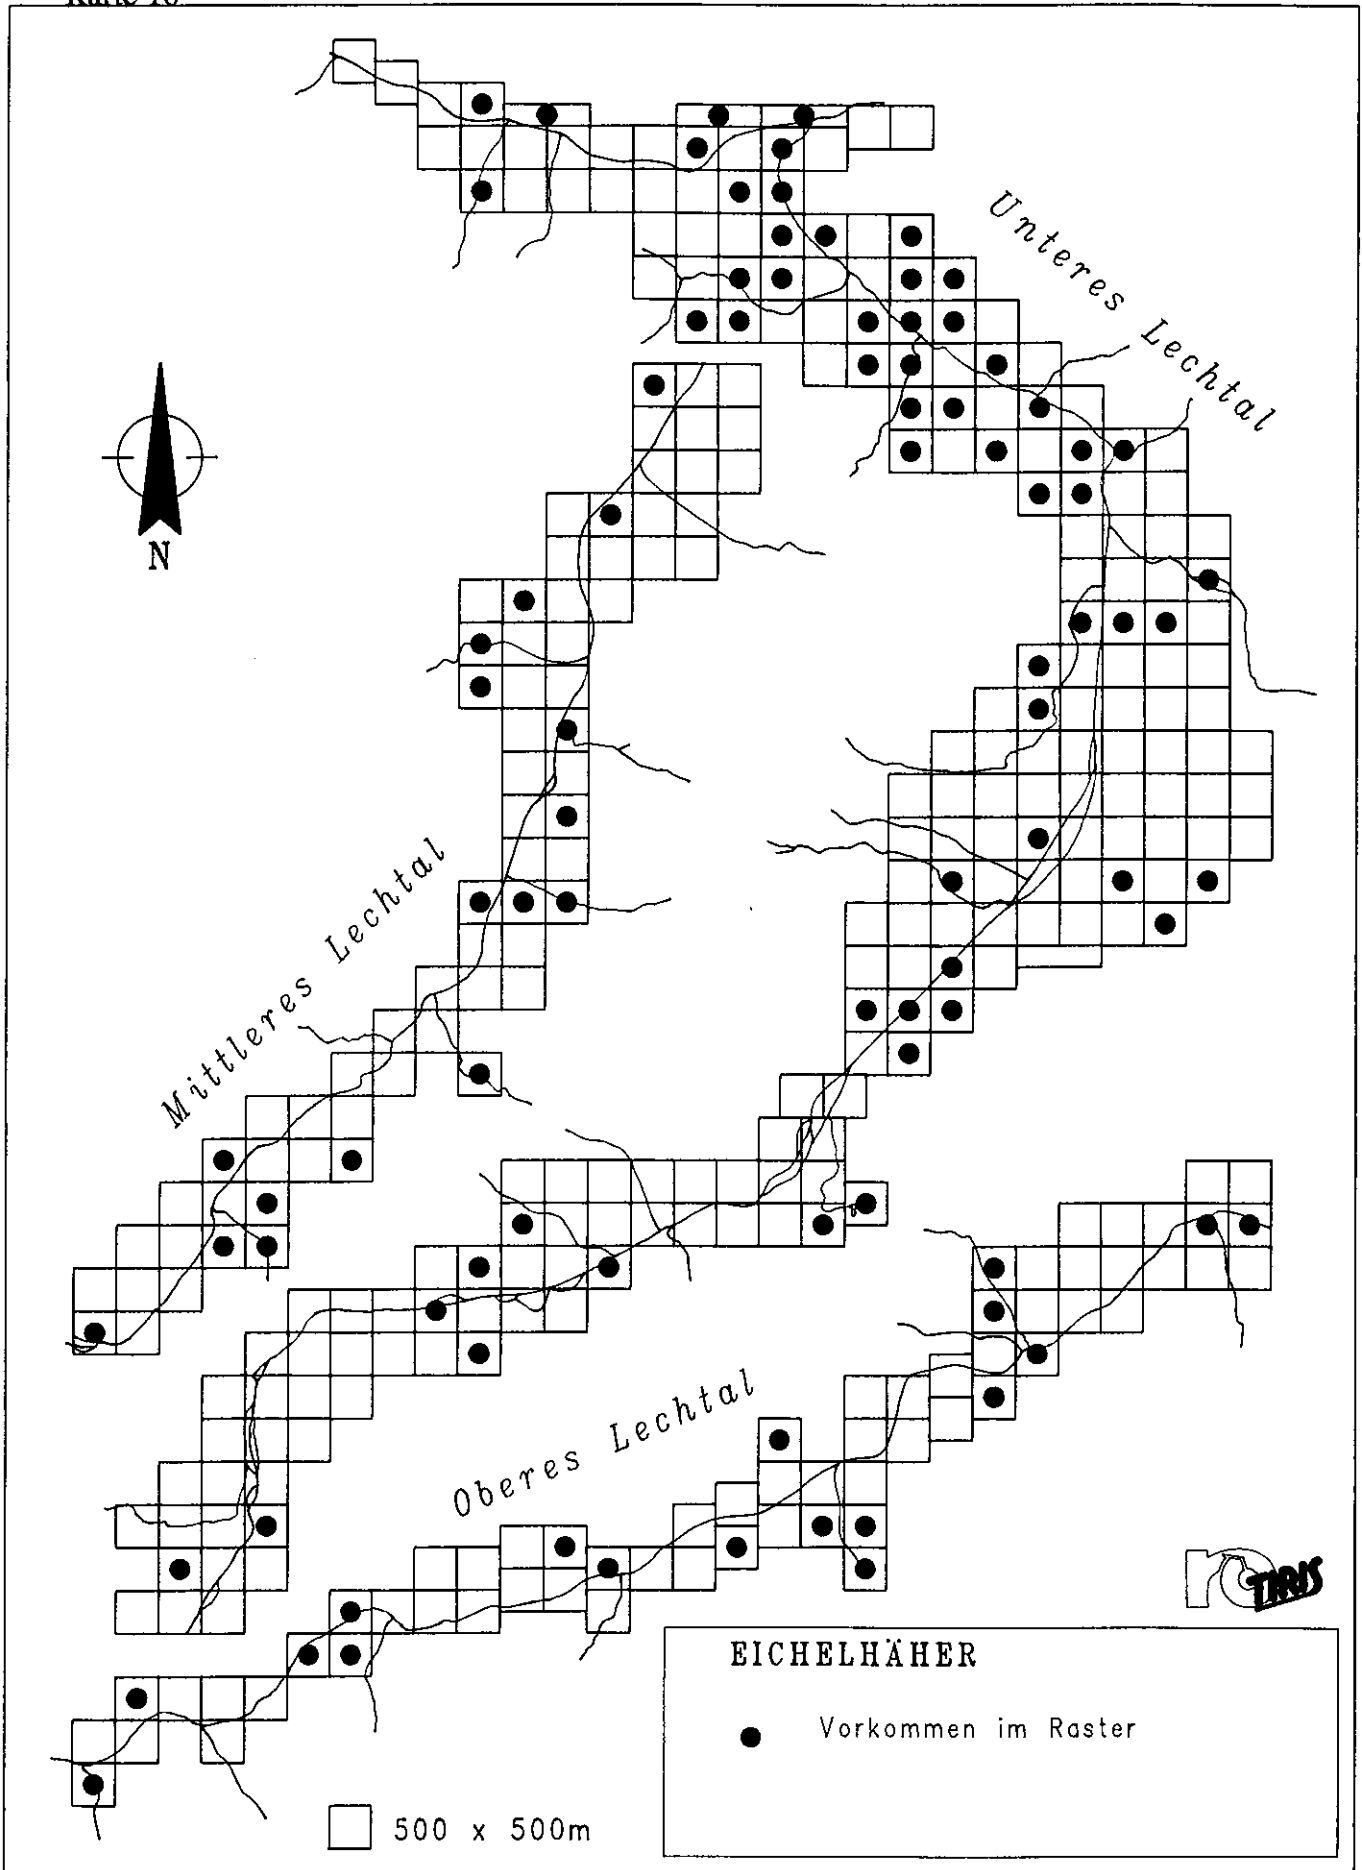 Unteres Lechtal
N
Mittleres Lechtal
Oberes Lechtal
TIRIS
EICHELHÄHER
Vorkommen im Raster
500 x 500m